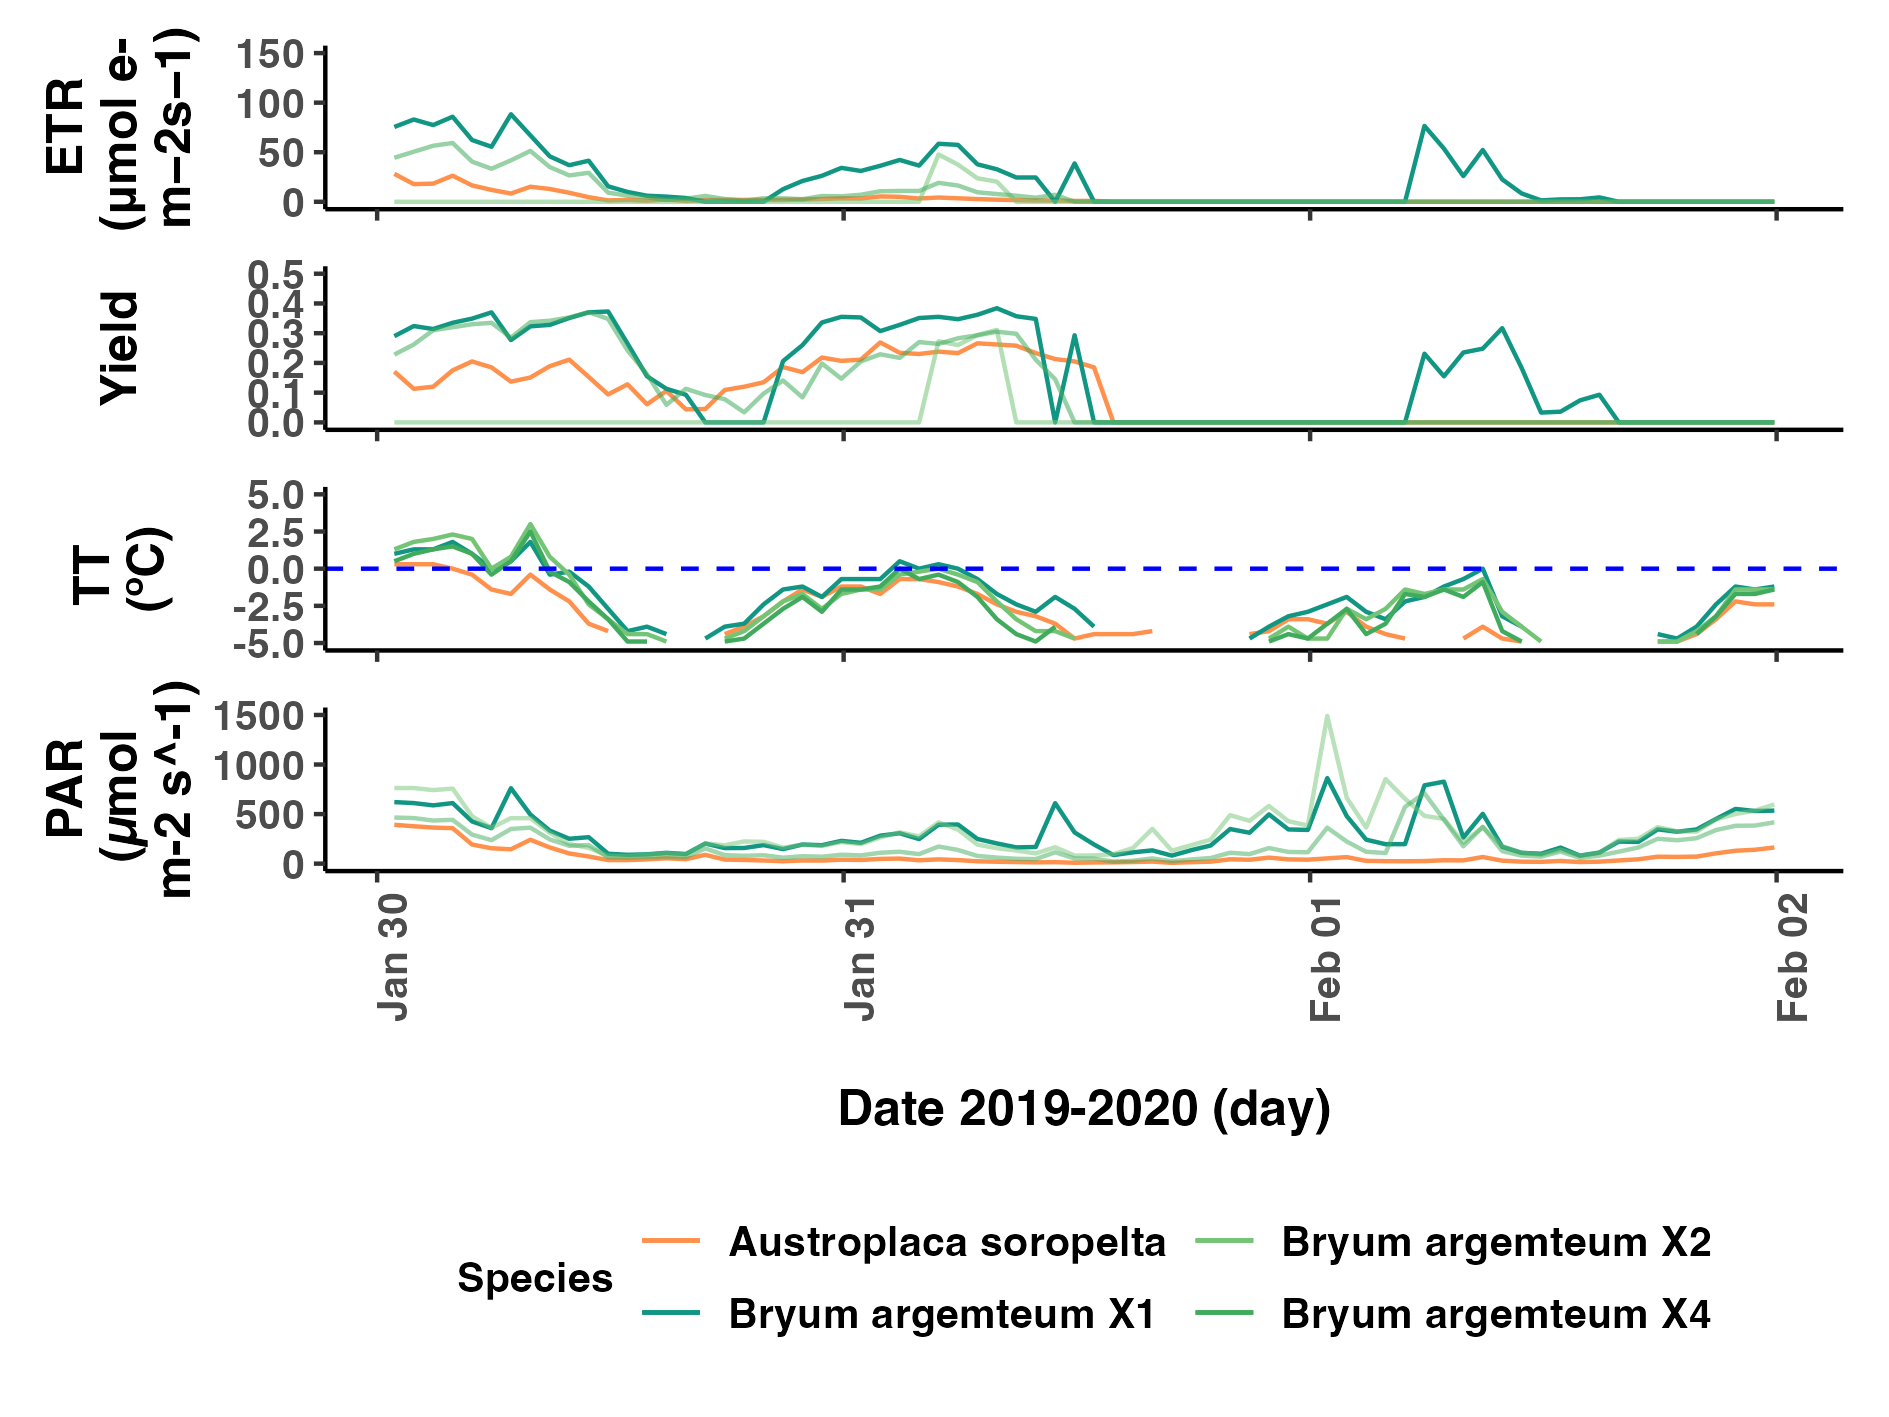 ETR
(µmol e-
m−2s−1)
150
100
50
0
Yield
0.5
0.4
0.3
0.2
0.1
0.0
TT
(ºC)
5.0
2.5
0.0
-2.5
-5.0
PAR
(µmol
m-2 s^-1)
1500
1000
500
0
Jan 30
Jan 31
Feb 01
Feb 02
Date 2019-2020 (day)
Species
Austroplaca soropelta
Bryum argemteum X2
Bryum argemteum X1
Bryum argemteum X4